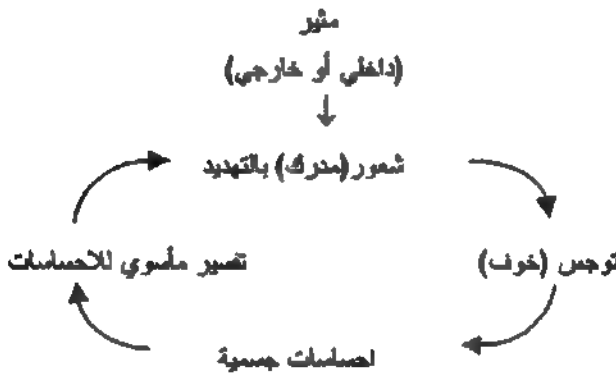 مثير
(داخلي أو خارجي)
شعور(مدرك) بالتهديد
توجس (خوف)
احساسات جسمية
تفسير مأسوي للاحساسات